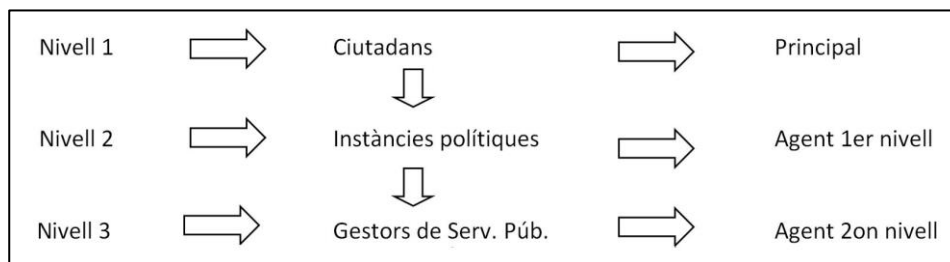 Nivell 1 Ciutadans Principal
Nivell 2 Instàncies polítiques Agent 1er nivell
Nivell 3 Gestors de Serv. Púb. Agent 2on nivell